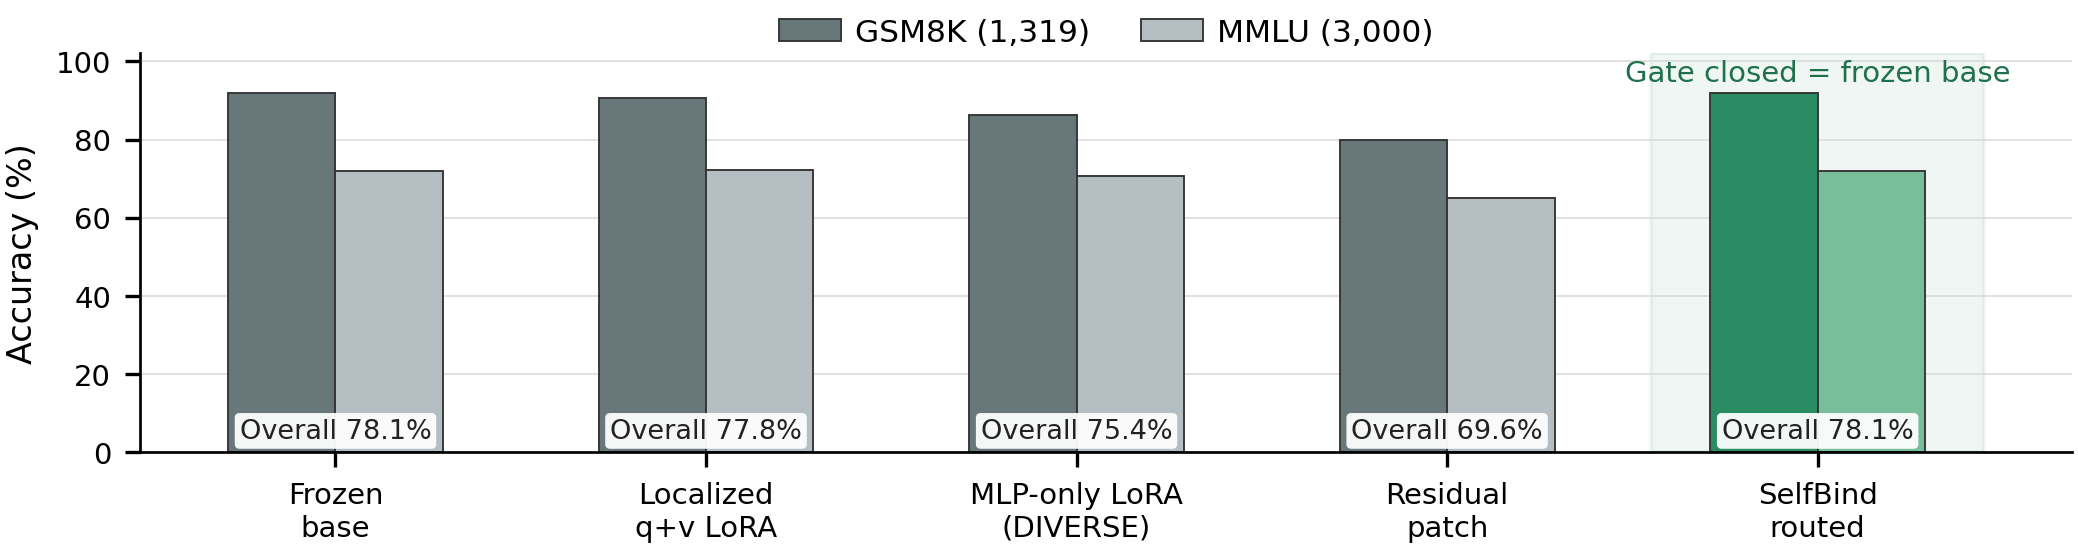 GSM8K (1,319) MMLU (3,000)
Gate closed = frozen base
Accuracy (%)
100
80
60
40
20
0
Overall 78.1% Overall 77.8% Overall 75.4% Overall 69.6% Overall 78.1%
Frozen base
Localized q+v LoRA
MLP-only LoRA (DIVERSE)
Residual patch
SelfBind routed